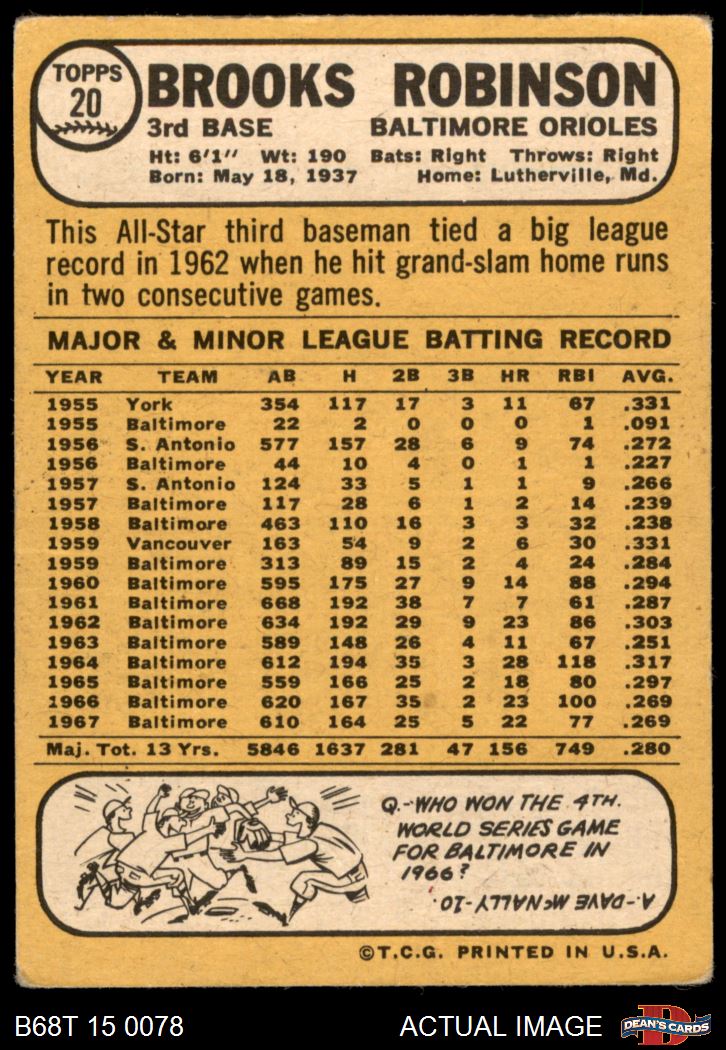 TOPPS
20
BROOKS ROBINSON
3rd BASE BALTIMORE ORIOLES
Ht: 6'1" Wt: 190 Bats: Right Throws: Right
Born: May 18, 1937 Home: Lutherville, Md.
This All-Star third baseman tied a big league
record in 1962 when he hit grand-slam home runs
in two consecutive games.
MAJOR & MINOR LEAGUE BATTING RECORD
YEAR TEAM AB H 2B 3B HR RBI AVG.
1955 York 354 117 17 3 11 67 .331
1955 Baltimore 22 2 0 0 0 1 .091
1956 S. Antonio 577 157 28 6 9 74 .272
1956 Baltimore 44 10 4 0 1 1 .227
1957 S. Antonio 124 33 5 1 1 9 .266
1957 Baltimore 117 28 6 1 2 14 .239
1958 Baltimore 463 110 16 3 3 32 .238
1959 Vancouver 163 54 9 2 6 30 .331
1959 Baltimore 313 89 15 2 4 24 .284
1960 Baltimore 595 175 27 9 14 88 .294
1961 Baltimore 668 192 38 7 7 61 .287
1962 Baltimore 634 192 29 9 23 86 .303
1963 Baltimore 589 148 26 4 11 67 .251
1964 Baltimore 612 194 35 3 28 118 .317
1965 Baltimore 559 166 25 2 18 80 .297
1966 Baltimore 620 167 35 2 23 100 .269
1967 Baltimore 610 164 25 5 22 77 .269
Maj. Tot. 13 Yrs. 5846 1637 281 47 156 749 .280
Q.-WHO WON THE 4TH.
WORLD SERIES GAME
FOR BALTIMORE IN
1966?
A.-DAVE McNALLY-1-0.
©T.C.G. PRINTED IN U.S.A.
B68T 15 0078 ACTUAL IMAGE
D
DEAN'S CARDS